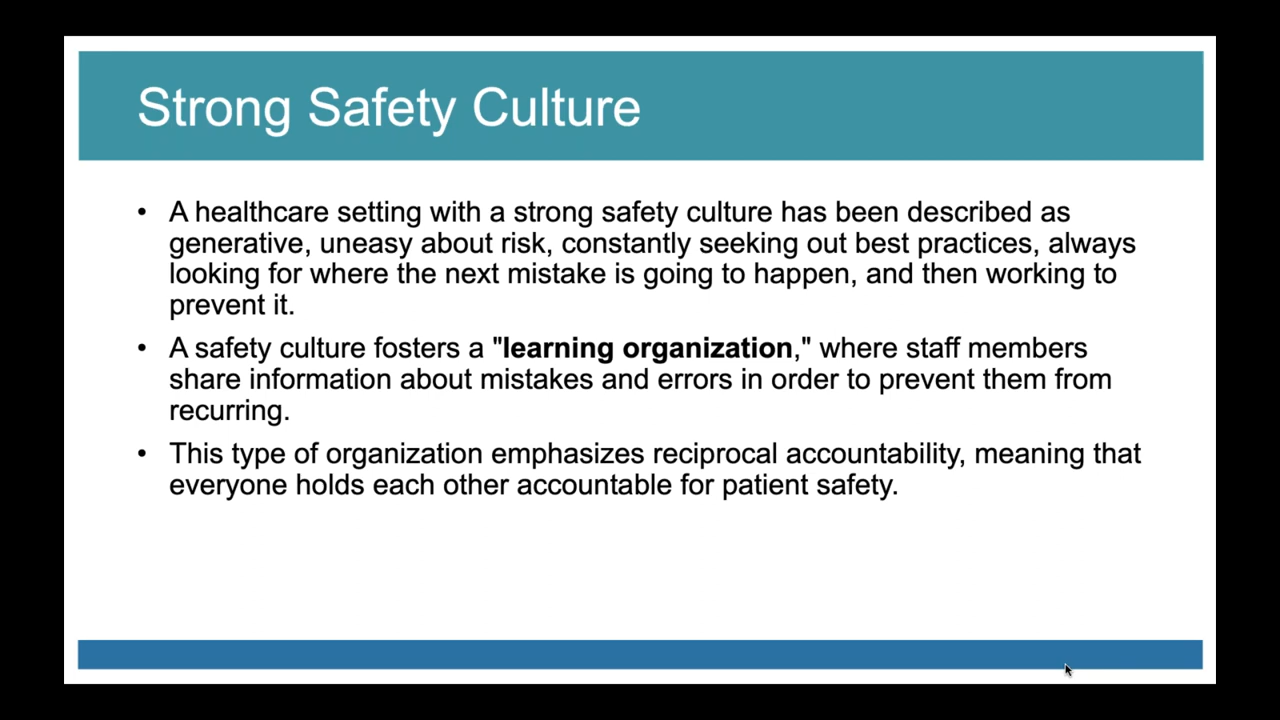 Strong Safety Culture
• A healthcare setting with a strong safety culture has been described as
generative, uneasy about risk, constantly seeking out best practices, always
looking for where the next mistake is going to happen, and then working to
prevent it.
• A safety culture fosters a "learning organization," where staff members
share information about mistakes and errors in order to prevent them from
recurring.
• This type of organization emphasizes reciprocal accountability, meaning that
everyone holds each other accountable for patient safety.